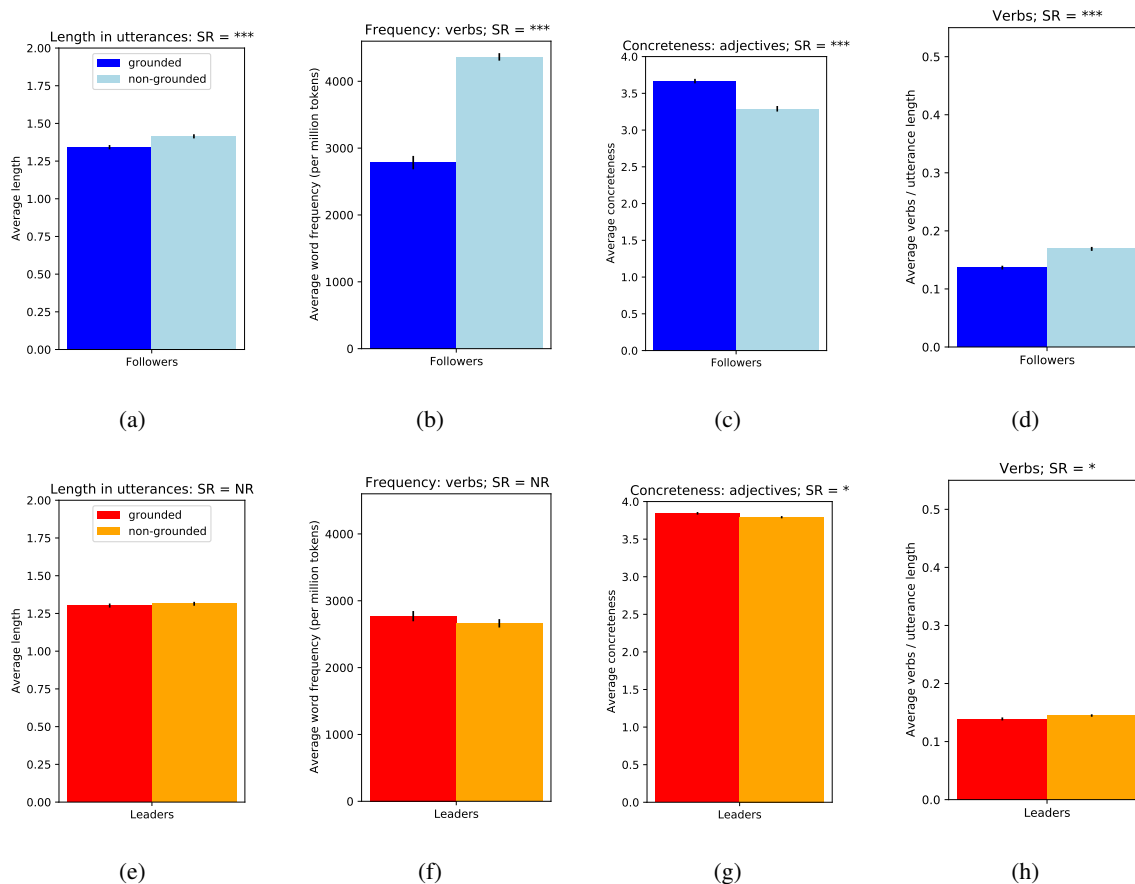 Length in utterances: SR = ***
2.00
1.75
1.50
1.25
1.00
0.75
0.50
0.25
0.00
Average length
grounded
non-grounded
Followers
(a)
Frequency: verbs; SR = ***
4000
3000
2000
1000
0
Average word frequency (per million tokens)
Followers
(b)
Concreteness: adjectives; SR = ***
4.0
3.5
3.0
2.5
2.0
1.5
1.0
0.5
0.0
Average concreteness
Followers
(c)
Verbs; SR = ***
0.5
0.4
0.3
0.2
0.1
0.0
Average verbs / utterance length
Followers
(d)
Length in utterances: SR = NR
2.00
1.75
1.50
1.25
1.00
0.75
0.50
0.25
0.00
Average length
grounded
non-grounded
Leaders
(e)
Frequency: verbs; SR = NR
4000
3000
2000
1000
0
Average word frequency (per million tokens)
Leaders
(f)
Concreteness: adjectives; SR = *
4.0
3.5
3.0
2.5
2.0
1.5
1.0
0.5
0.0
Average concreteness
Leaders
(g)
Verbs; SR = *
0.5
0.4
0.3
0.2
0.1
0.0
Average verbs / utterance length
Leaders
(h)